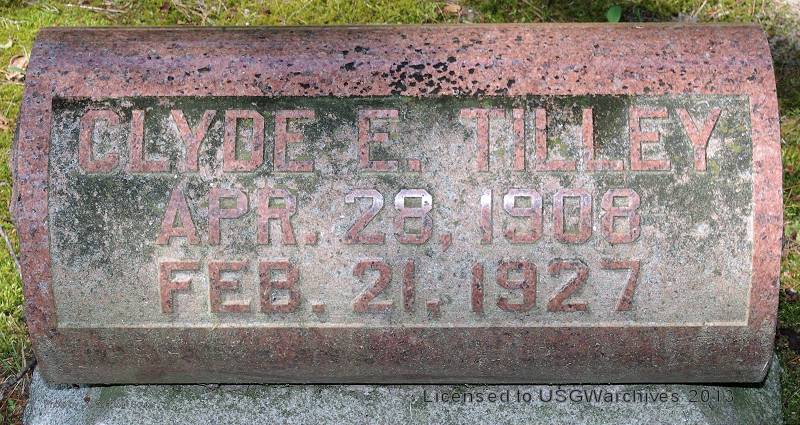 CLYDE E. TILLEY
APR. 28, 1908
FEB. 21, 1927
Licensed to USGWarchives 2013